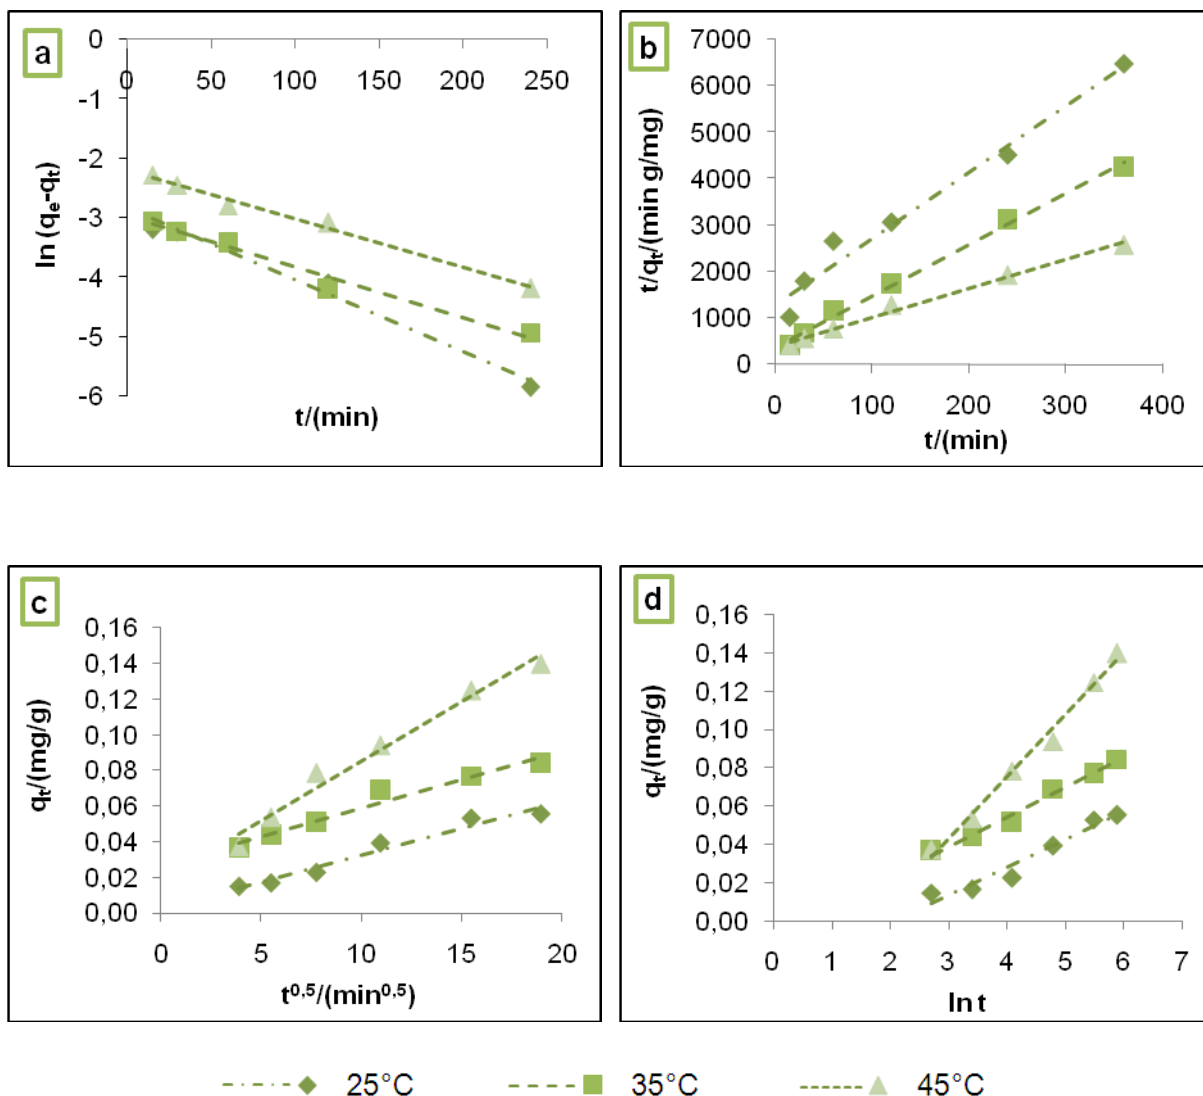 a
0
-1
-2
-3
-4
-5
-6
0 50 100 150 200 250
ln (qe-qt)
t/(min)
b
7000
6000
5000
4000
3000
2000
1000
0
0 100 200 300 400
t/qt/(min g/mg)
t/(min)
c
0,16
0,14
0,12
0,10
0,08
0,06
0,04
0,02
0,00
0 5 10 15 20
qt/(mg/g)
t0,5/(min0,5)
d
0,16
0,14
0,12
0,10
0,08
0,06
0,04
0,02
0,00
0 1 2 3 4 5 6 7
qt/(mg/g)
ln t
25°C 35°C 45°C